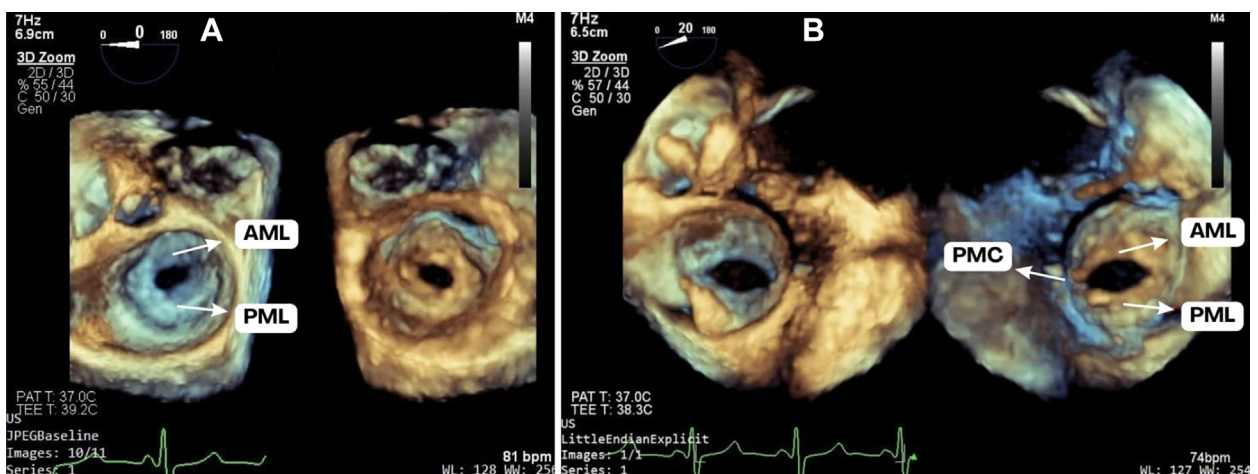 7Hz
6.9cm
0 0 180
A
M4
3D Zoom
2D / 3D
% 55 / 44
C 50 / 30
Gen
AML
PML
PAT T: 37.0C
TEE T: 39.2C
US
JPEGBaseline
Images: 10/11
Series: 1
81 bpm
WL: 128 WW: 256
7Hz
6.5cm
0 20 180
B
M4
3D Zoom
2D / 3D
% 57 / 44
C 50 / 30
Gen
AML
PMC
PML
PAT T: 37.0C
TEE T: 38.3C
US
LittleEndianExplicit
Images: 1/1
Series: 1
74bpm
WL: 127 WW: 254